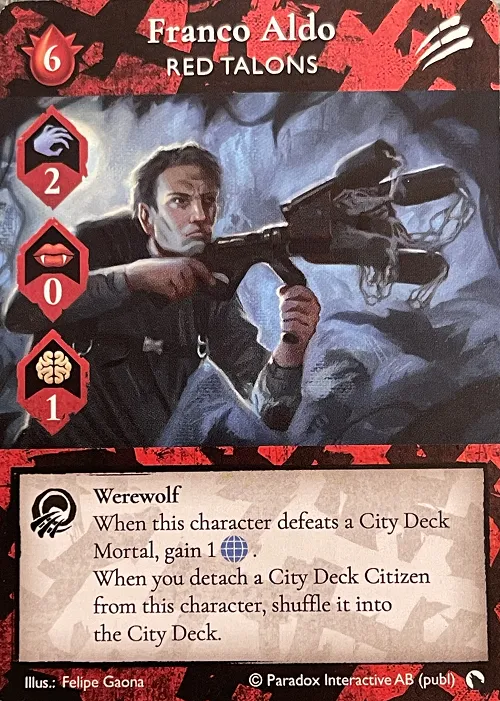 Franco Aldo
6
RED TALONS
2
0
1
Werewolf
When this character defeats a City Deck
Mortal, gain 1 .
When you detach a City Deck Citizen
from this character, shuffle it into
the City Deck.
Illus.: Felipe Gaona
© Paradox Interactive AB (publ)